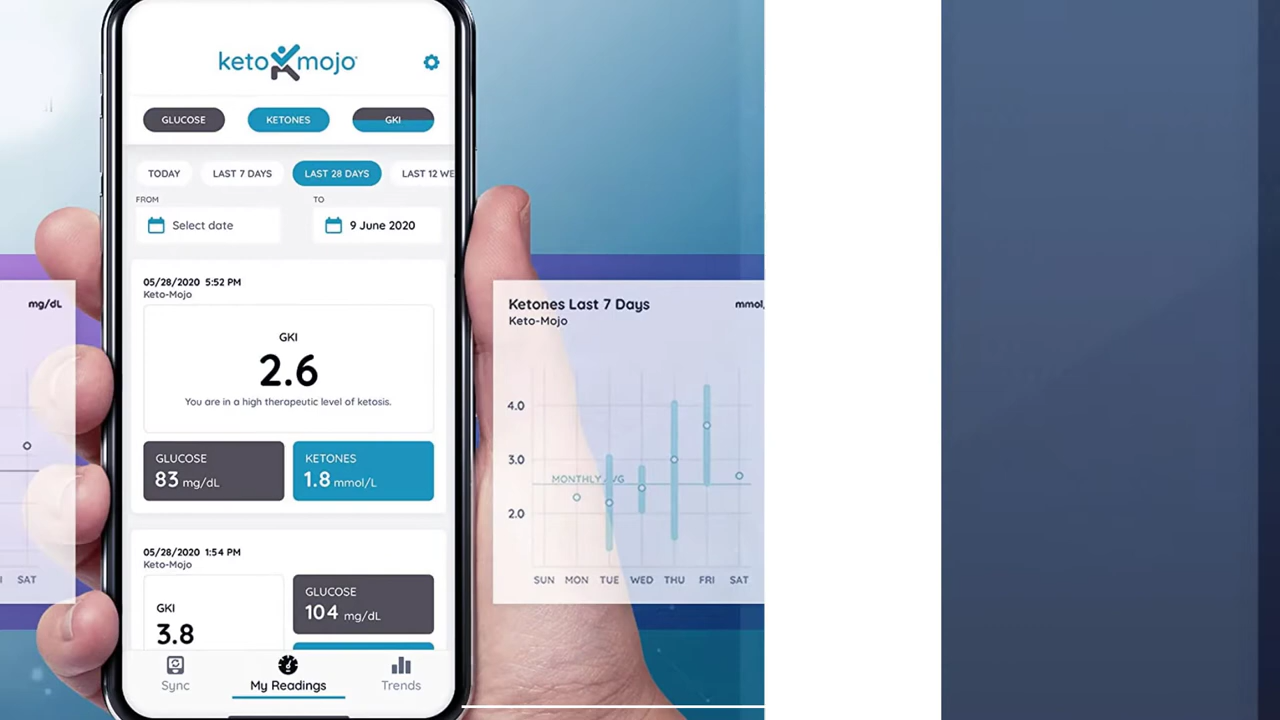 keto mojo
GLUCOSE KETONES GKI
TODAY LAST 7 DAYS LAST 28 DAYS LAST 12 WE
FROM TO
Select date 9 June 2020
05/28/2020 5:52 PM
Keto-Mojo
GKI
2.6
You are in a high therapeutic level of ketosis.
GLUCOSE KETONES
83 mg/dL 1.8 mmol/L
05/28/2020 1:54 PM
Keto-Mojo
GKI
3.8
GLUCOSE
104 mg/dL
Sync My Readings Trends
mg/dL
SAT
Ketones Last 7 Days mmol
Keto-Mojo
4.0
3.0
MONTHLY AVG
2.0
SUN MON TUE WED THU FRI SAT